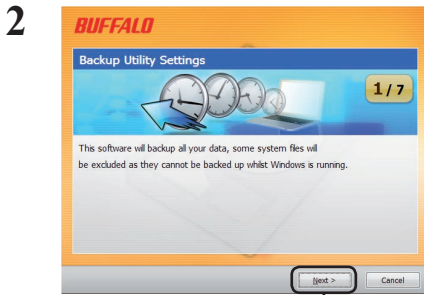 2
BUFFALO
Backup Utility Settings
1 / 7
This software will backup all your data, some system files will
be excluded as they cannot be backed up whilst Windows is running.
Next >
Cancel